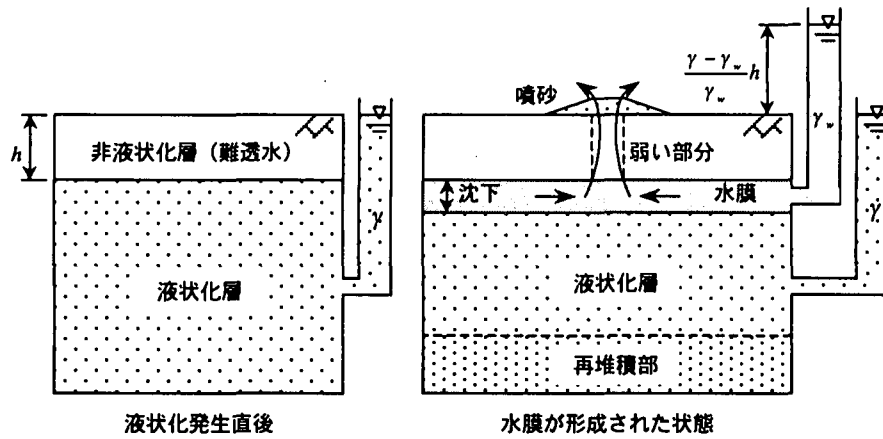 h
非液状化層(難透水)
γ
液状化層
液状化発生直後
噴砂
γ − γw
γw
h
γw
弱い部分
沈下
水膜
γ
液状化層
再堆積部
水膜が形成された状態